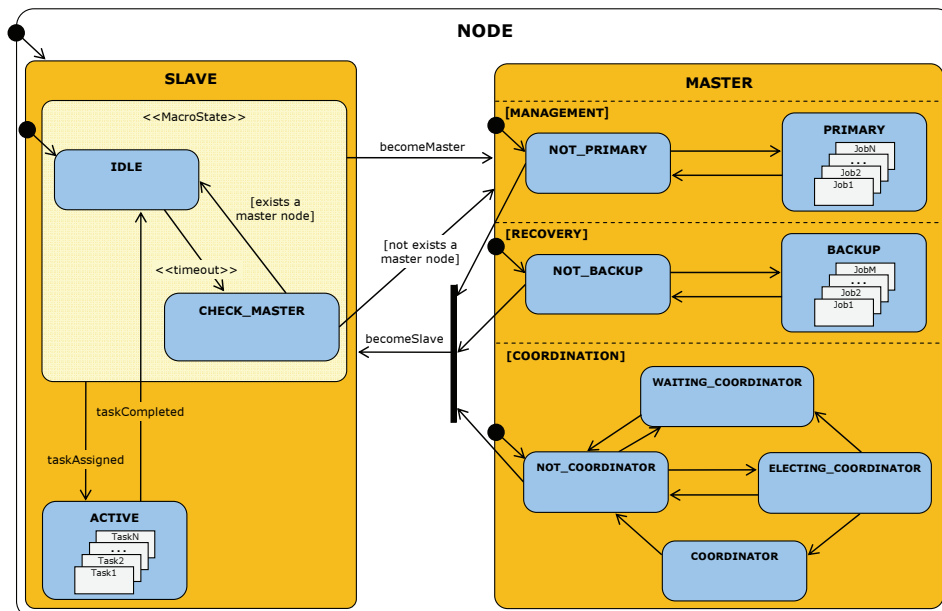 NODE
SLAVE
<<MacroState>>
IDLE
[exists a
master node]
<<timeout>>
CHECK_MASTER
taskCompleted
taskAssigned
ACTIVE
TaskN
...
Task2
Task1
becomeMaster
[not exists a
master node]
becomeSlave
MASTER
[MANAGEMENT]
NOT_PRIMARY
PRIMARY
JobN
...
Job2
Job1
[RECOVERY]
NOT_BACKUP
BACKUP
JobM
...
Job2
Job1
[COORDINATION]
WAITING_COORDINATOR
NOT_COORDINATOR
ELECTING_COORDINATOR
COORDINATOR